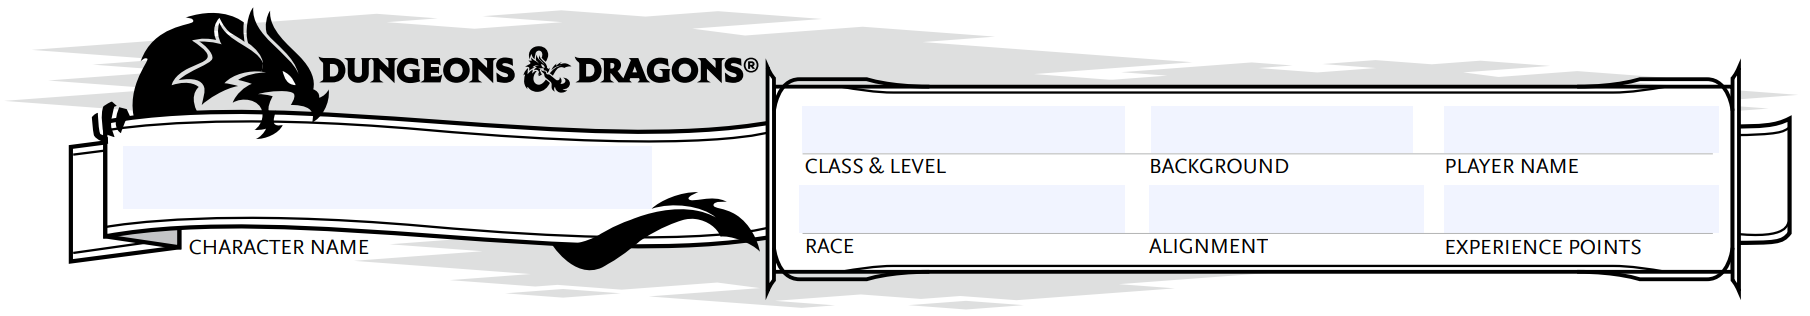 DUNGEONS & DRAGONS®
CLASS & LEVEL
BACKGROUND
PLAYER NAME
RACE
ALIGNMENT
EXPERIENCE POINTS
CHARACTER NAME